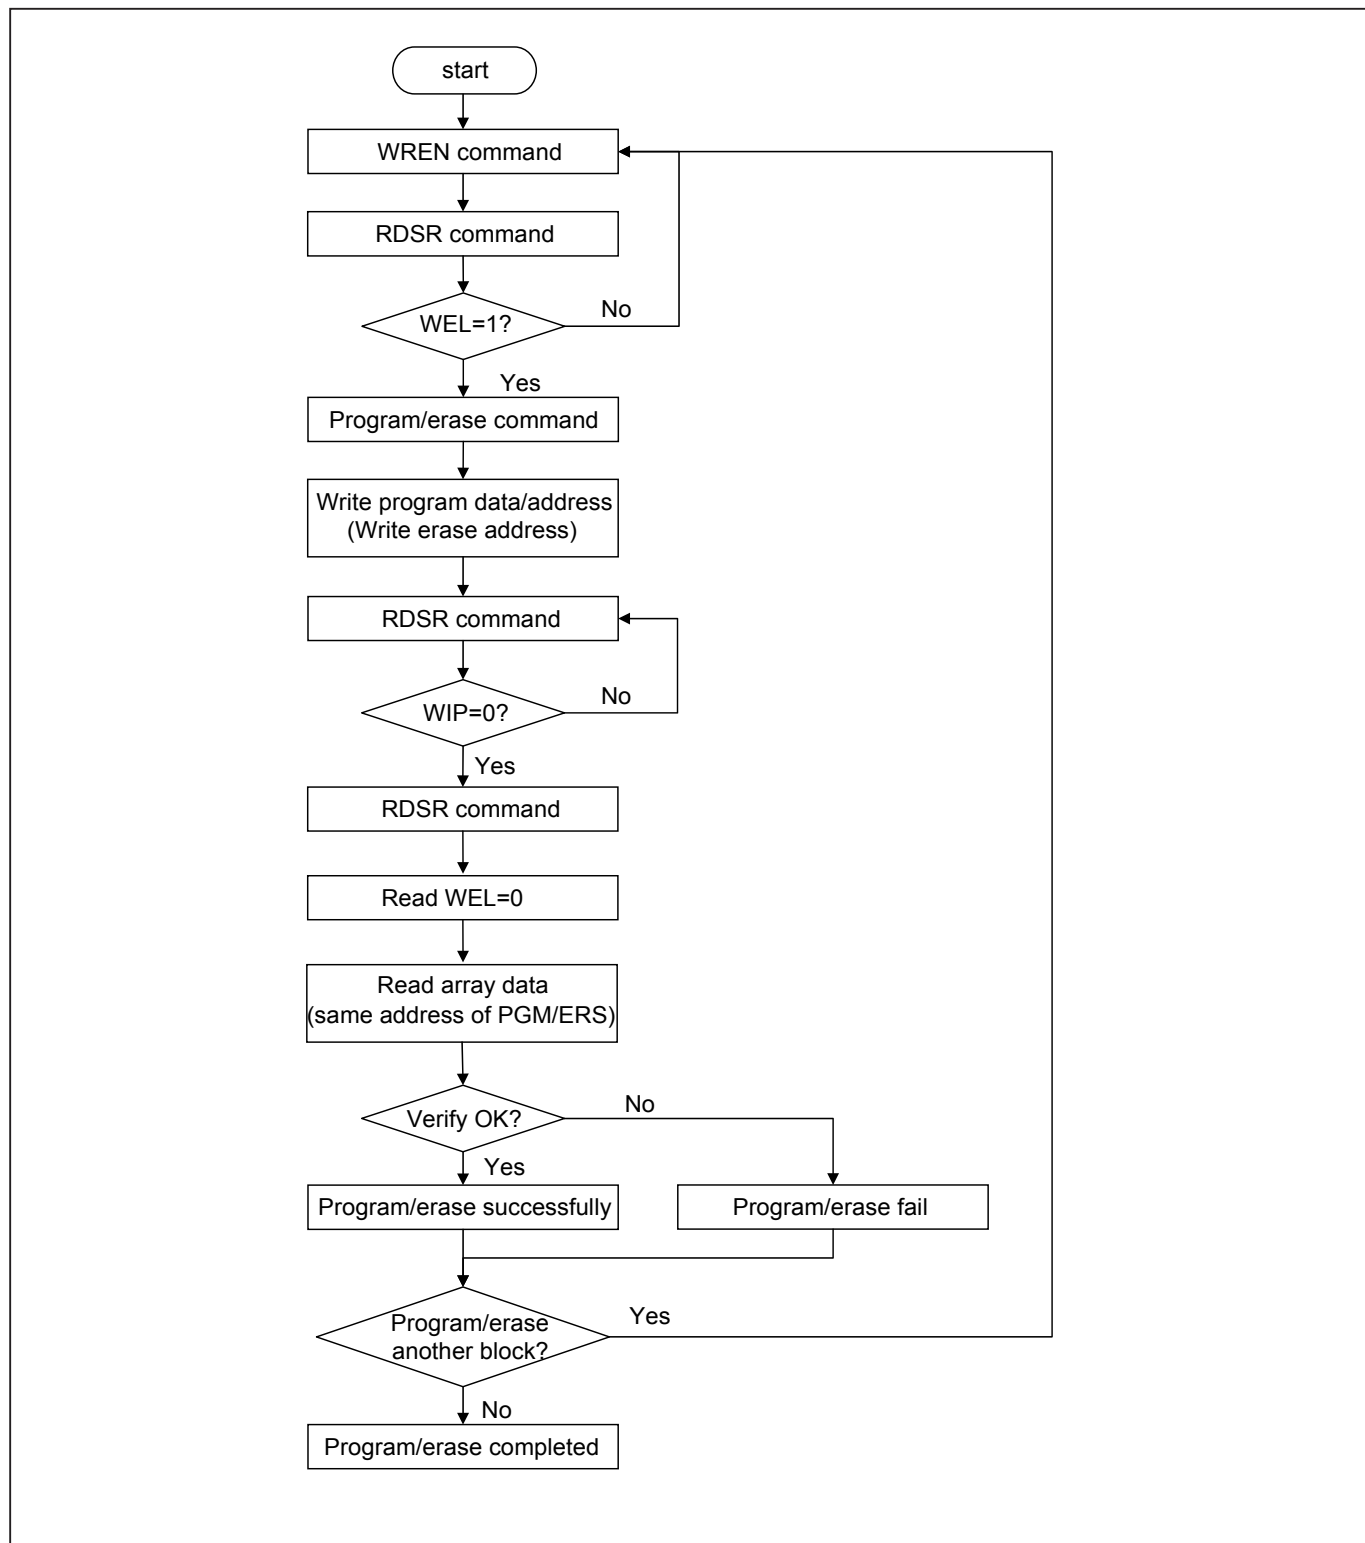 start
WREN command
RDSR command
WEL=1?
No
Yes
Program/erase command
Write program data/address
(Write erase address)
RDSR command
WIP=0?
No
Yes
RDSR command
Read WEL=0
Read array data
(same address of PGM/ERS)
Verify OK?
No
Yes
Program/erase successfully
Program/erase fail
Program/erase
another block?
Yes
No
Program/erase completed